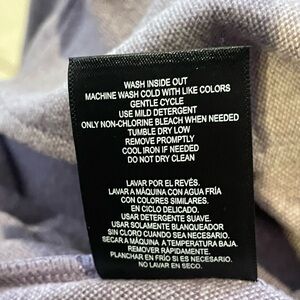 WASH INSIDE OUT
MACHINE WASH COLD WITH LIKE COLORS
GENTLE CYCLE
USE MILD DETERGENT
ONLY NON-CHLORINE BLEACH WHEN NEEDED
TUMBLE DRY LOW
REMOVE PROMPTLY
COOL IRON IF NEEDED
DO NOT DRY CLEAN
LAVAR POR EL REVÉS.
LAVAR A MÁQUINA CON AGUA FRÍA
CON COLORES SIMILARES.
EN CICLO DELICADO.
USAR DETERGENTE SUAVE.
USAR SOLAMENTE BLANQUEADOR
SIN CLORO CUANDO SEA NECESARIO.
SECAR A MÁQUINA A TEMPERATURA BAJA.
REMOVER RÁPIDAMENTE.
PLANCHAR EN FRÍO SI ES NECESARIO.
NO LAVAR EN SECO.